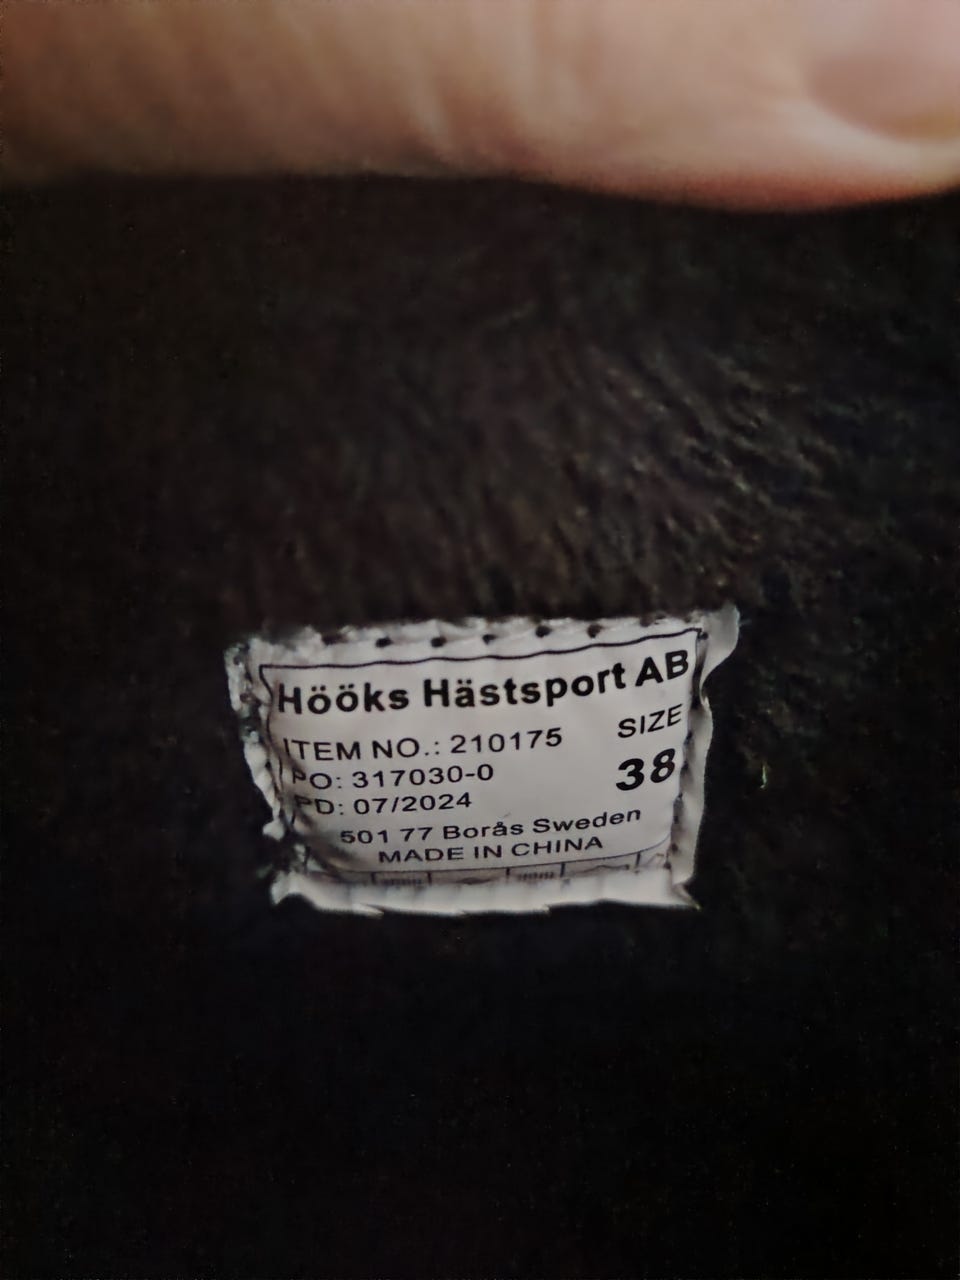 Hööks Hästsport AB
ITEM NO.: 210175
SIZE
PO: 317030-0
38
PD: 07/2024
501 77 Borås Sweden
MADE IN CHINA